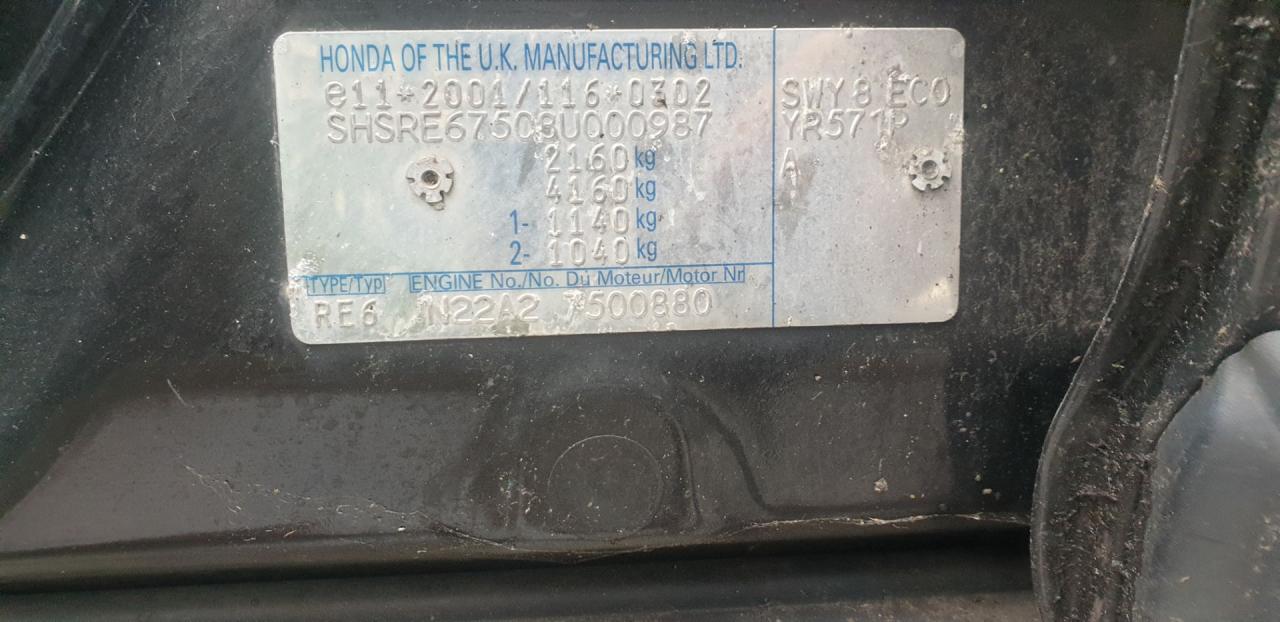 HONDA OF THE U.K. MANUFACTURING LTD.
e11*2001/116*0302
SHSRE67508U000987
2160 kg
4160 kg
1- 1140 kg
2- 1040 kg
TYPE/Typ ENGINE No./No. Du Moteur/Motor Nr
RE6 N22A2 7500880
SWY8 ECO
YR571P
A